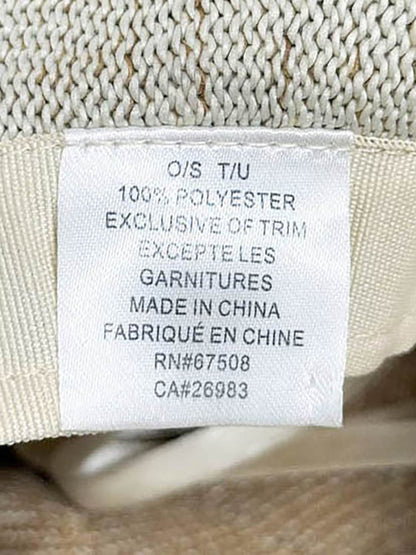 O/S T/U
100% POLYESTER
EXCLUSIVE OF TRIM
EXCEPTE LES
GARNITURES
MADE IN CHINA
FABRIQUÉ EN CHINE
RN#67508
CA#26983